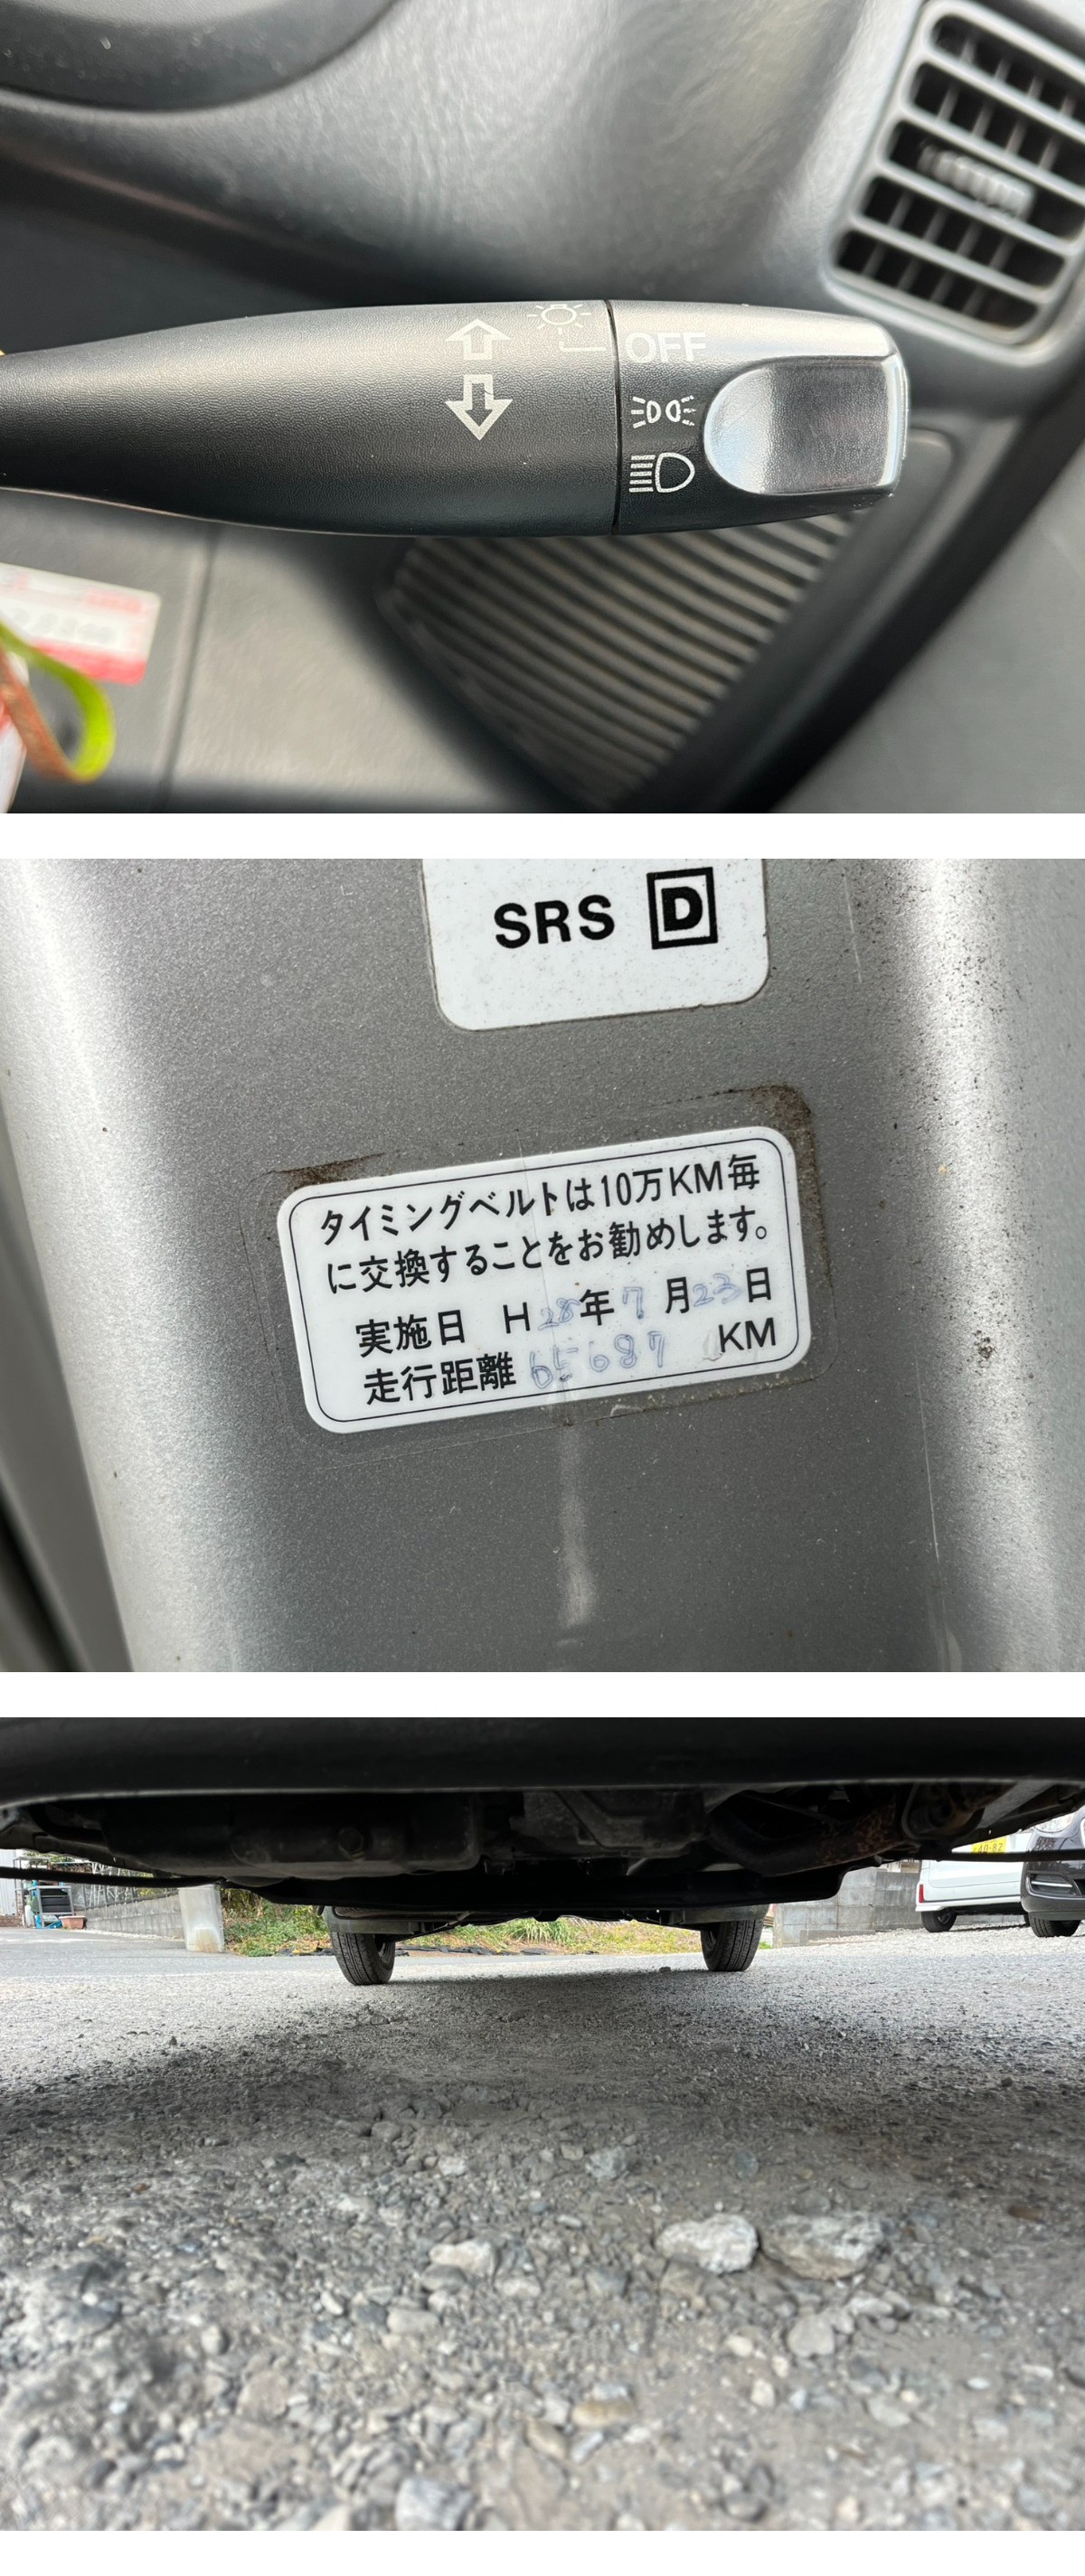 OFF
SRS D
タイミングベルトは10万KM毎
に交換することをお勧めします。
実施日 H 28年 7月23日
走行距離 65687 KM